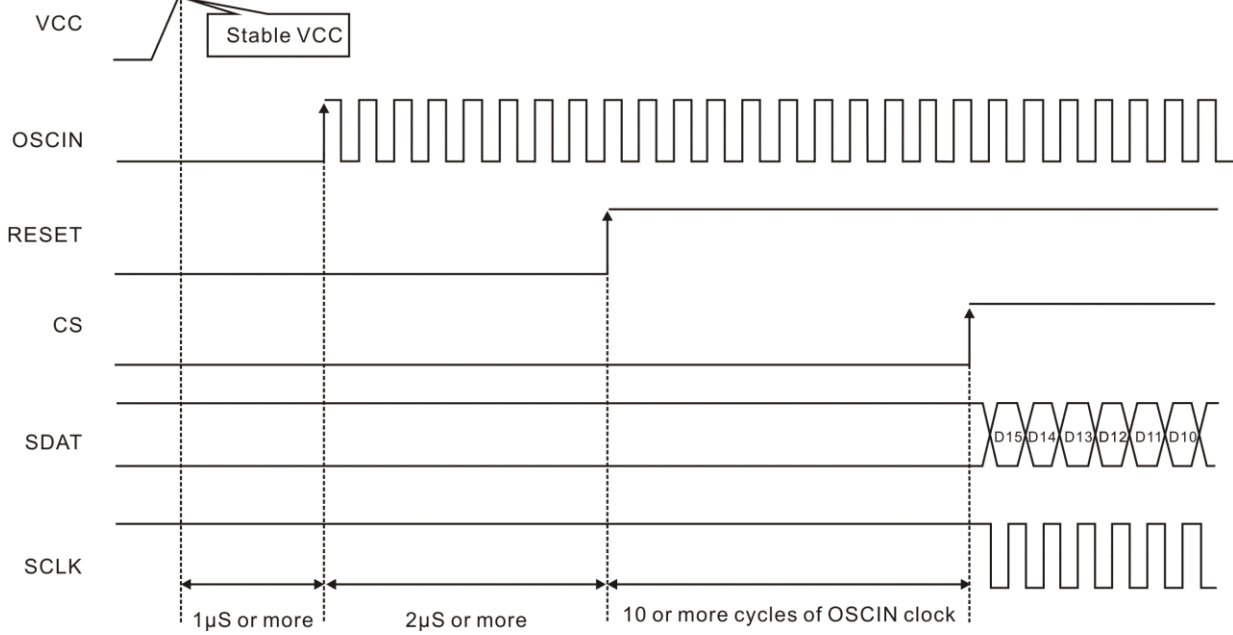 VCC
Stable VCC
OSCIN
RESET
CS
SDAT
D15 D14 D13 D12 D11 D10
SCLK
1μS or more
2μS or more
10 or more cycles of OSCIN clock